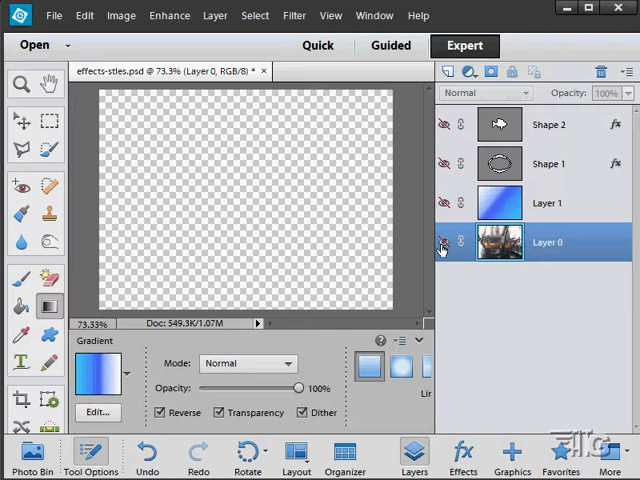 File Edit Image Enhance Layer Select Filter View Window Help
Open Quick Guided Expert
effects-stles.psd @ 73.3% (Layer 0, RGB/8) * ×
Normal Opacity: 100%
Shape 2 fx
Shape 1 fx
Layer 1
Layer 0
73.33% Doc: 549.3K/1.07M
Gradient
Mode: Normal
Opacity: 100%
Edit... Reverse Transparency Dither
Photo Bin Tool Options Undo Redo Rotate Layout Organizer Layers Effects Graphics Favorites More